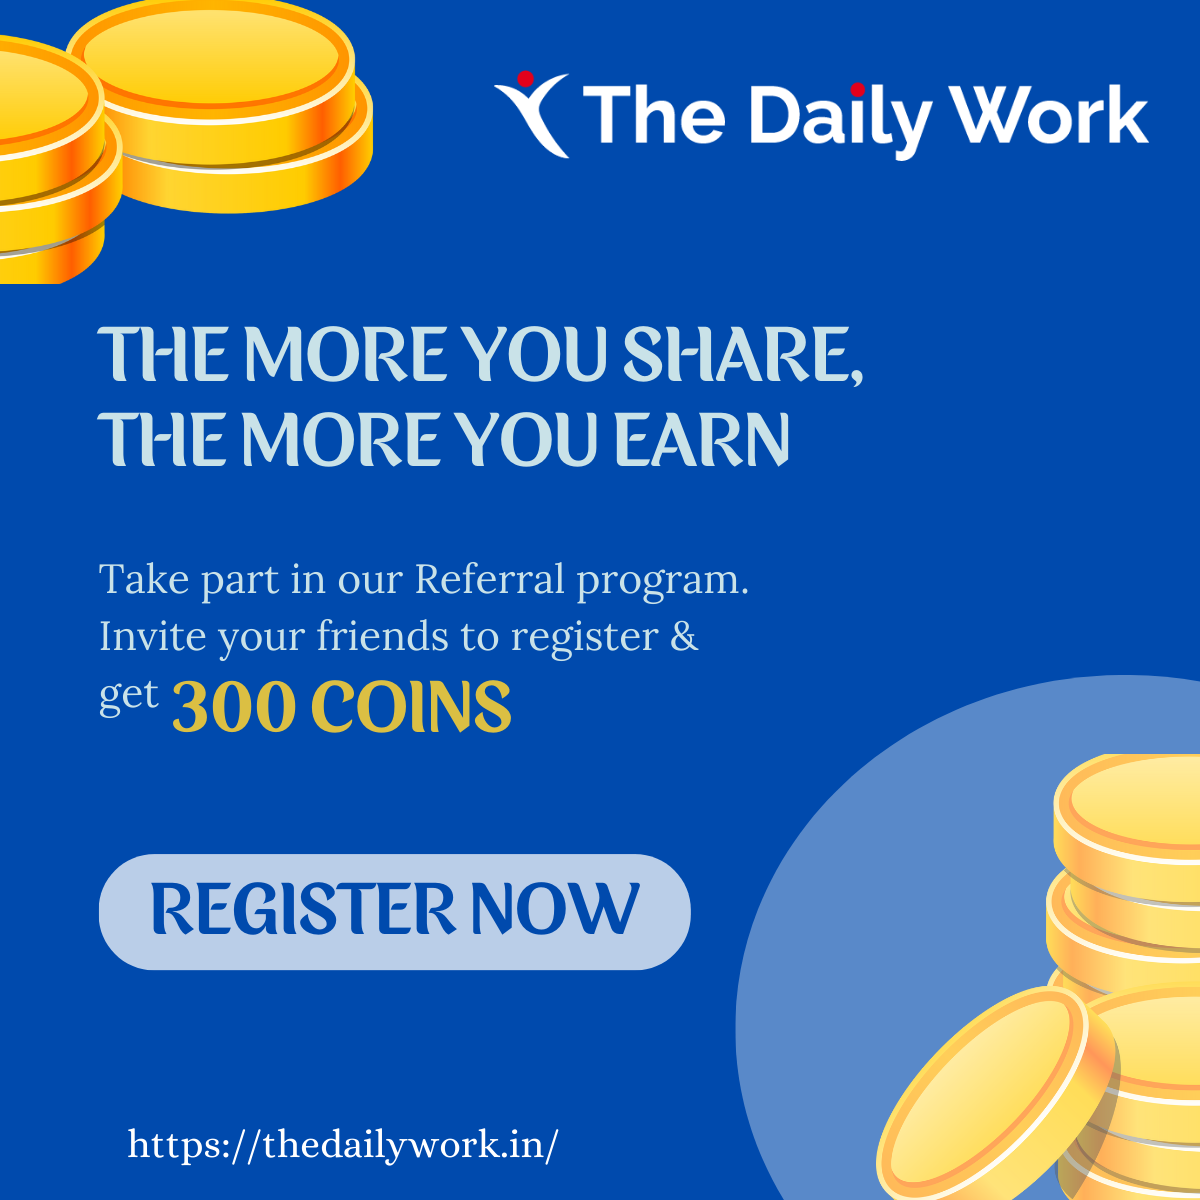 The Daily Work
THE MORE YOU SHARE,
THE MORE YOU EARN
Take part in our Referral program.
Invite your friends to register &
get 300 COINS
REGISTER NOW
https://thedailywork.in/